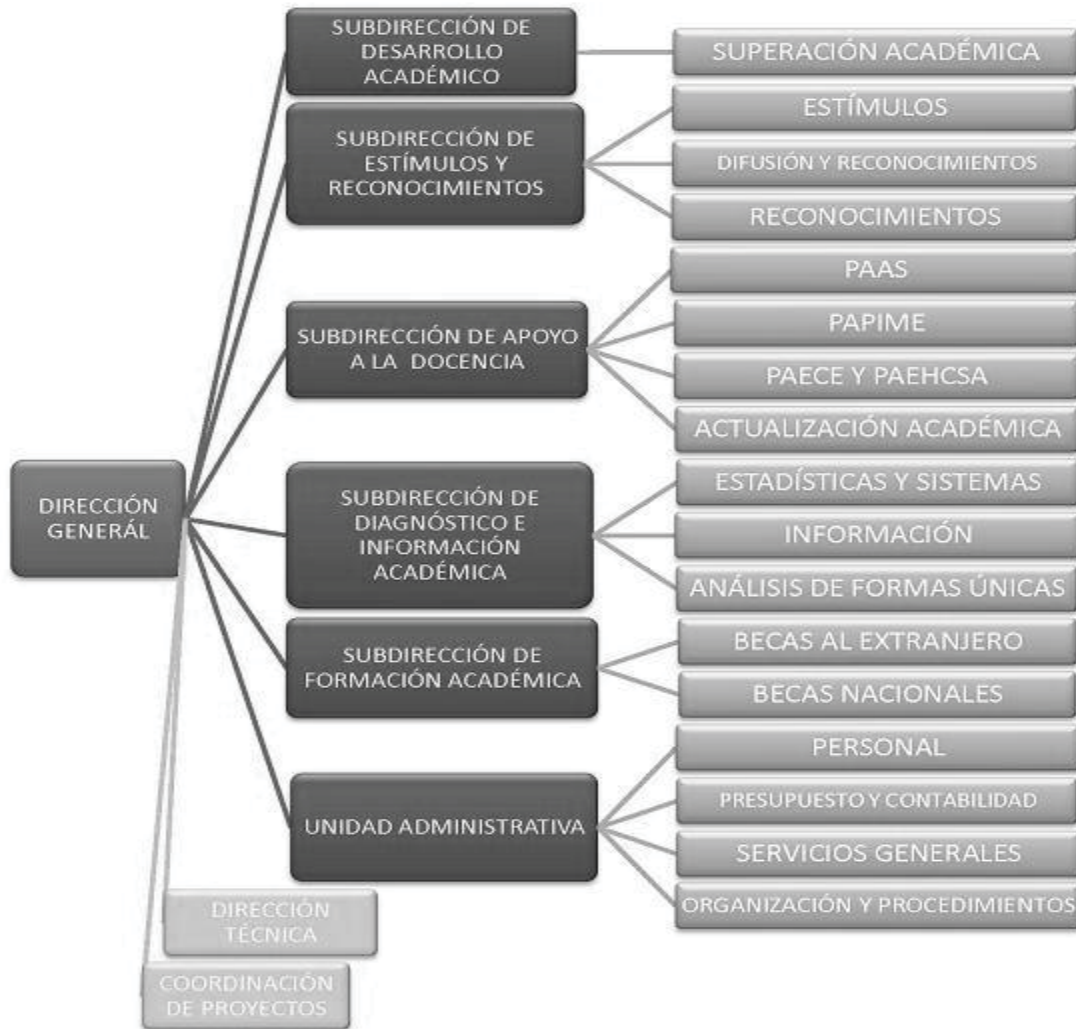 SUBDIRECCIÓN DE
DESARROLLO
ACADÉMICO
SUPERACIÓN ACADÉMICA
SUBDIRECCIÓN DE
ESTÍMULOS Y
RECONOCIMIENTOS
ESTÍMULOS
DIFUSIÓN Y RECONOCIMIENTOS
RECONOCIMIENTOS
SUBDIRECCIÓN DE APOYO
A LA DOCENCIA
PAAS
PAPIME
PAECE Y PAEHCSA
ACTUALIZACIÓN ACADÉMICA
DIRECCIÓN
GENERÁL
SUBDIRECCIÓN DE
DIAGNÓSTICO E
INFORMACIÓN
ACADÉMICA
ESTADÍSTICAS Y SISTEMAS
INFORMACIÓN
ANÁLISIS DE FORMAS ÚNICAS
SUBDIRECCIÓN DE
FORMACIÓN ACADÉMICA
BECAS AL EXTRANJERO
BECAS NACIONALES
UNIDAD ADMINISTRATIVA
PERSONAL
PRESUPUESTO Y CONTABILIDAD
SERVICIOS GENERALES
ORGANIZACIÓN Y PROCEDIMIENTOS
DIRECCIÓN
TÉCNICA
COORDINACIÓN
DE PROYECTOS